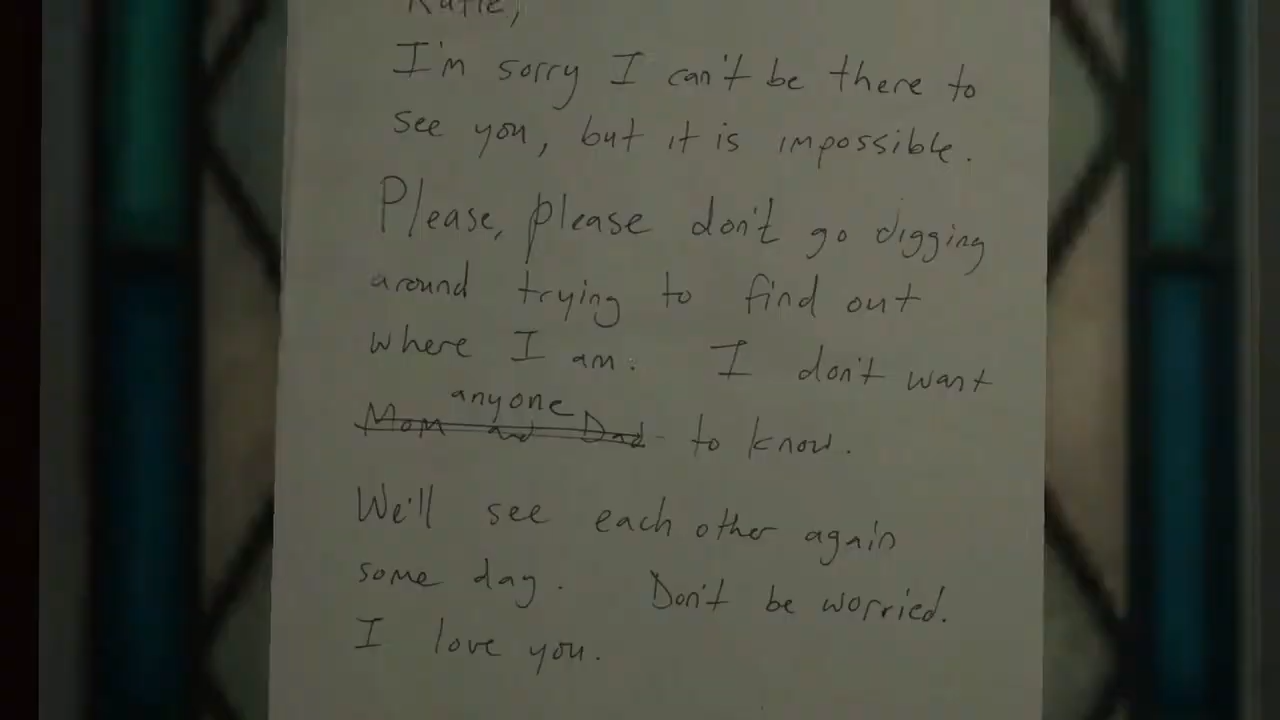 Katie,
I'm sorry I can't be there to
see you, but it is impossible.
Please, please don't go digging
around trying to find out
where I am. I don't want
anyone
Mom and Dad to know.
We'll see each other again
some day. Don't be worried.
I love you.